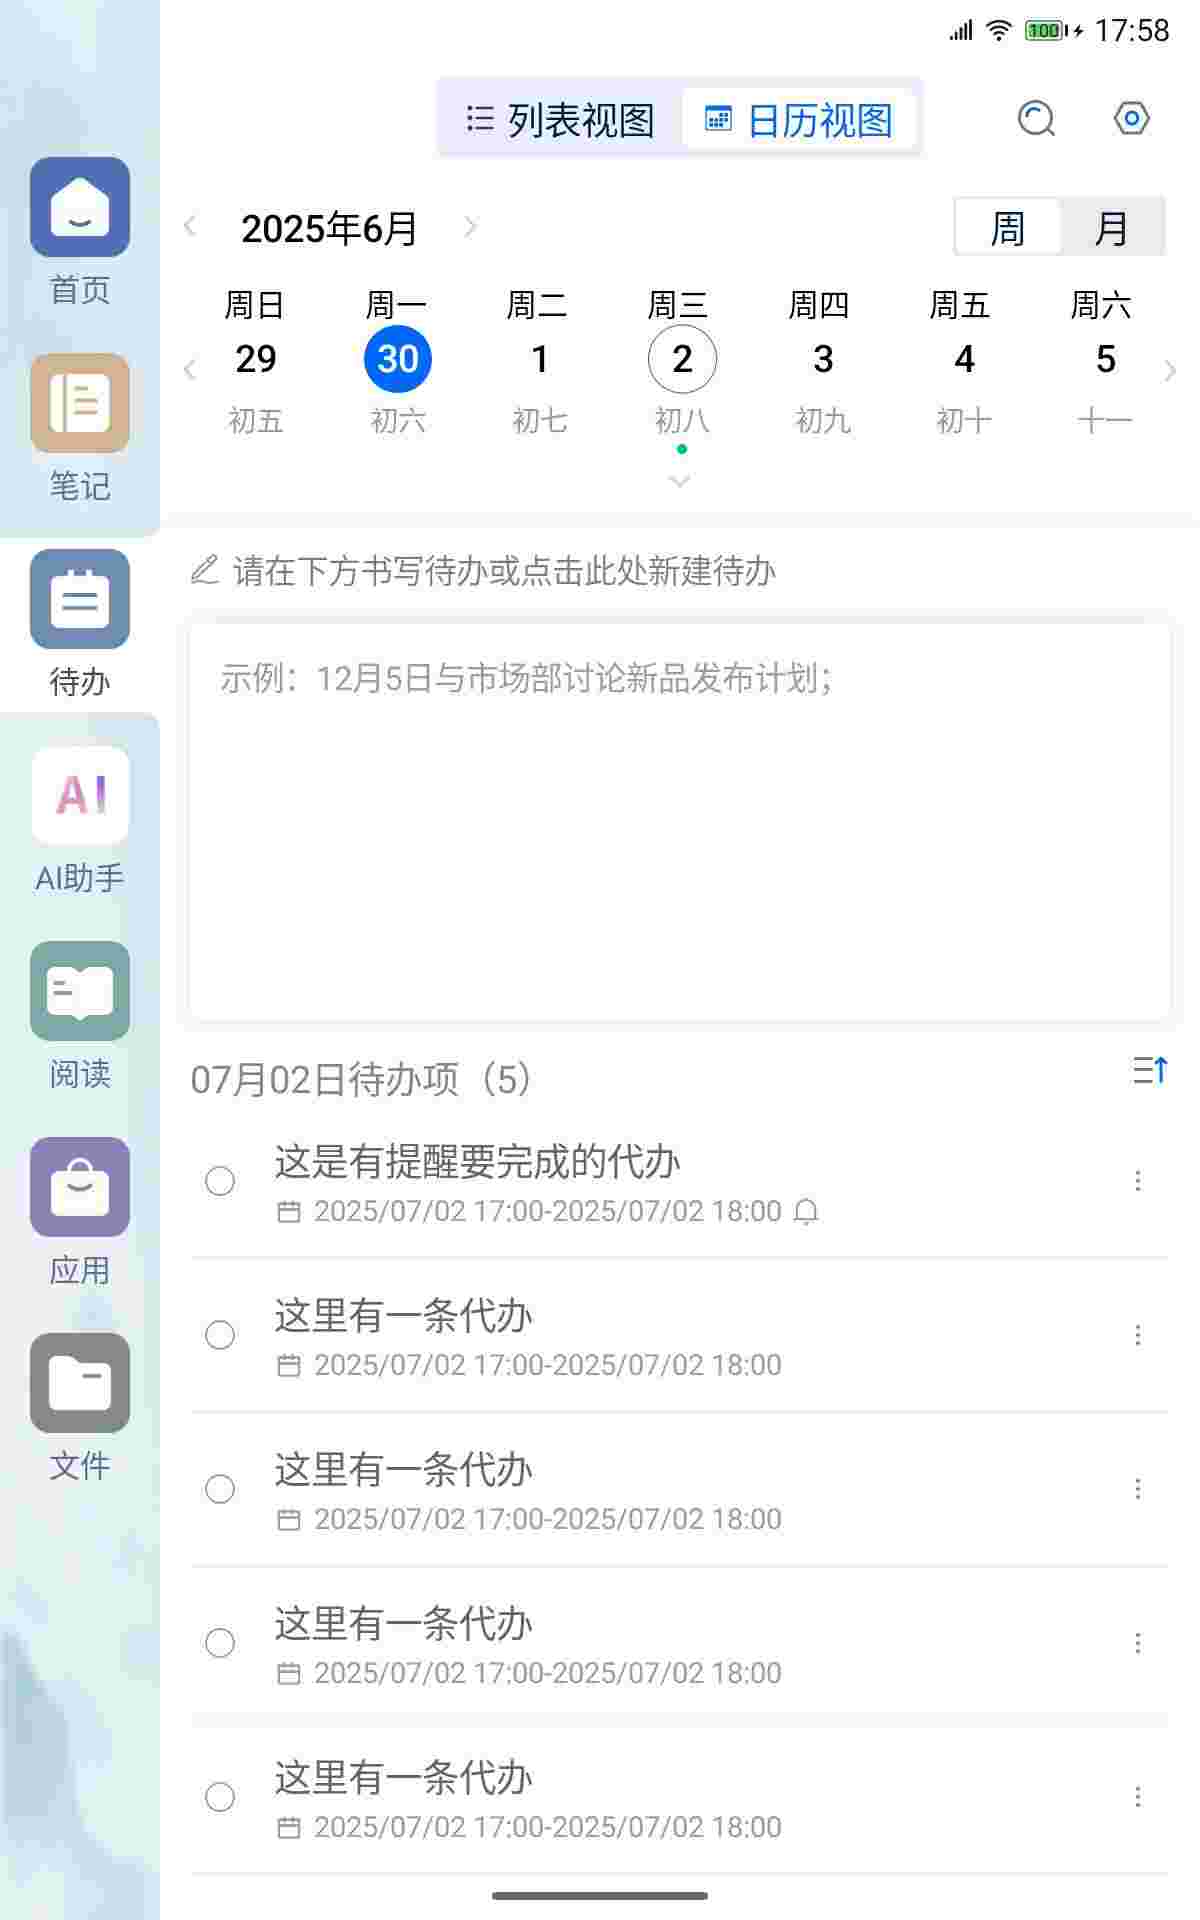 100 17:58
列表视图 日历视图
2025年6月
周 月
周日 周一 周二 周三 周四 周五 周六
29 30 1 2 3 4 5
初五 初六 初七 初八 初九 初十 十一
请在下方书写待办或点击此处新建待办
示例：12月5日与市场部讨论新品发布计划；
首页
笔记
待办
AI
AI助手
阅读
应用
文件
07月02日待办项（5）
这是有提醒要完成的代办
2025/07/02 17:00-2025/07/02 18:00
这里有一条代办
2025/07/02 17:00-2025/07/02 18:00
这里有一条代办
2025/07/02 17:00-2025/07/02 18:00
这里有一条代办
2025/07/02 17:00-2025/07/02 18:00
这里有一条代办
2025/07/02 17:00-2025/07/02 18:00